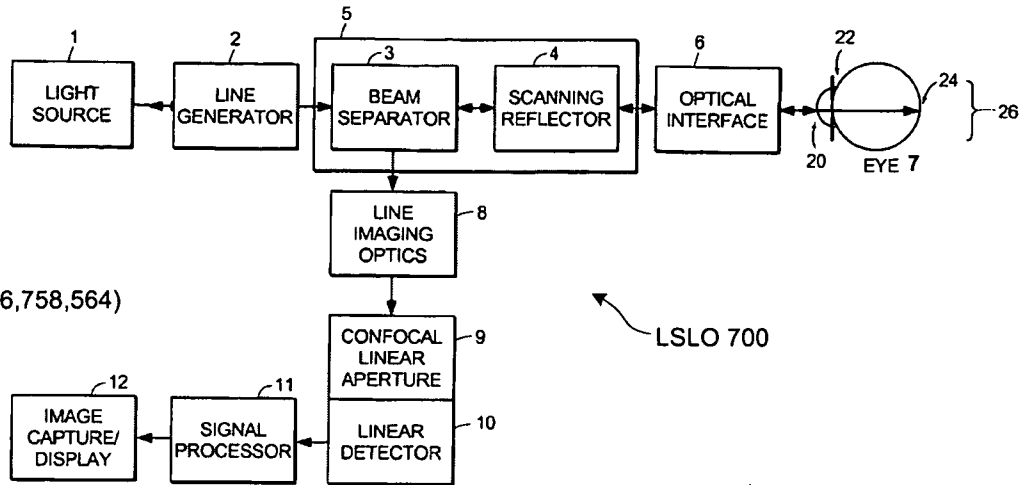 1
LIGHT
SOURCE
2
LINE
GENERATOR
5
3
BEAM
SEPARATOR
4
SCANNING
REFLECTOR
6
OPTICAL
INTERFACE
22
24
26
20
EYE 7
8
LINE
IMAGING
OPTICS
6,758,564)
LSLO 700
9
CONFOCAL
LINEAR
APERTURE
10
LINEAR
DETECTOR
11
SIGNAL
PROCESSOR
12
IMAGE
CAPTURE/
DISPLAY